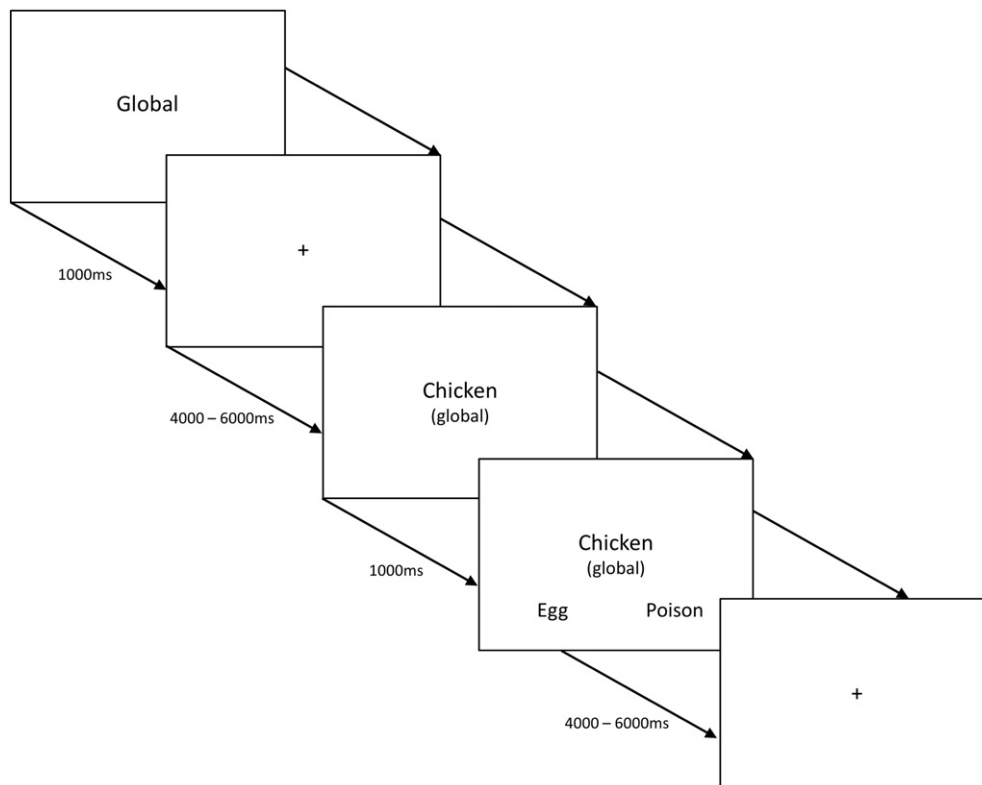 Global
1000ms
+
4000 – 6000ms
Chicken
(global)
1000ms
Chicken
(global)
Egg Poison
4000 – 6000ms
+